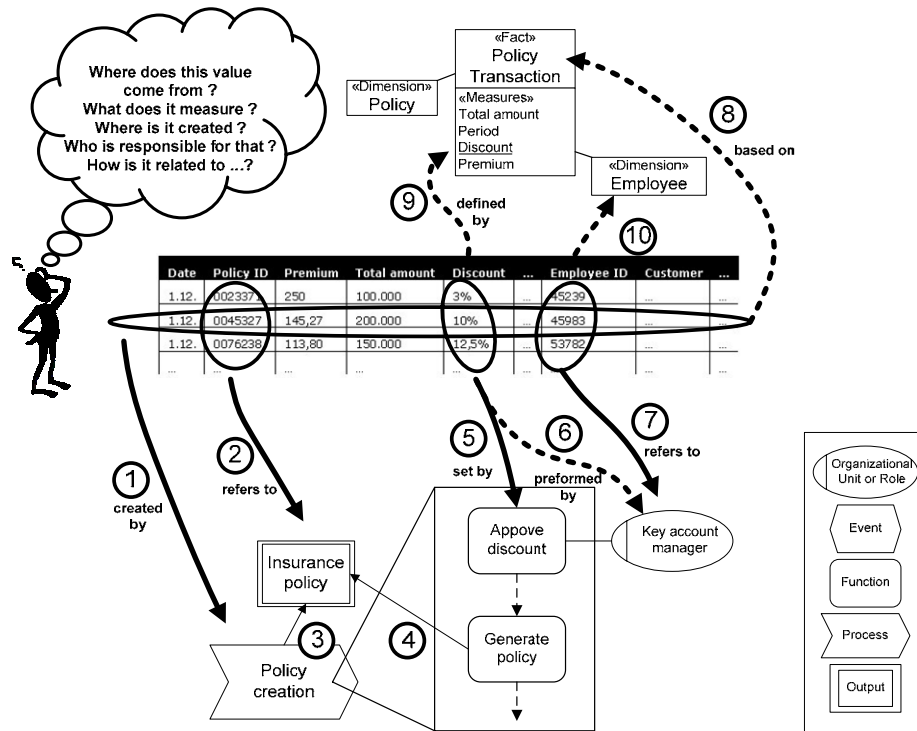 Where does this value
come from ?
What does it measure ?
Where is it created ?
Who is responsible for that ?
How is it related to ...?
«Fact»
Policy
Transaction
«Dimension»
Policy
«Measures»
Total amount
Period
Discount
Premium
«Dimension»
Employee
8
based on
9
defined
by
10
Date Policy ID Premium Total amount Discount ... Employee ID Customer ...
1.12. 0023371 250 100.000 3% ... 45239 ... ...
1.12. 0045327 145,27 200.000 10% ... 45983 ... ...
1.12. 0076238 113,80 150.000 12,5% ... 53782 ... ...
... ... ... ... ... ... ... ... ...
1
created
by
2
refers to
5
set by
6
preformed
by
7
refers to
Insurance
policy
3
4
Policy
creation
Appove
discount
Generate
policy
Key account
manager
Organizational
Unit or Role
Event
Function
Process
Output